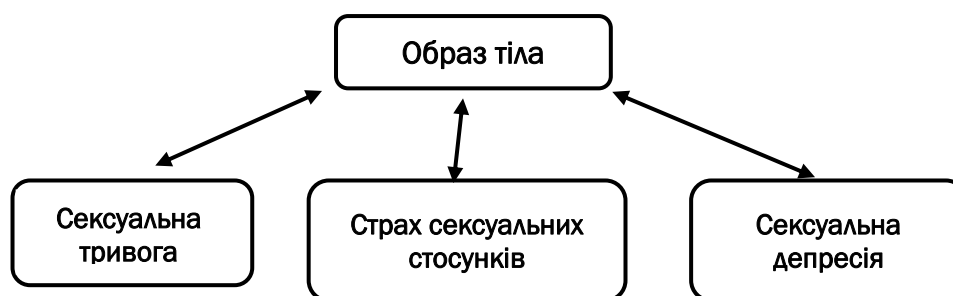 Образ тіла
Сексуальна
тривога
Страх сексуальних
стосунків
Сексуальна
депресія